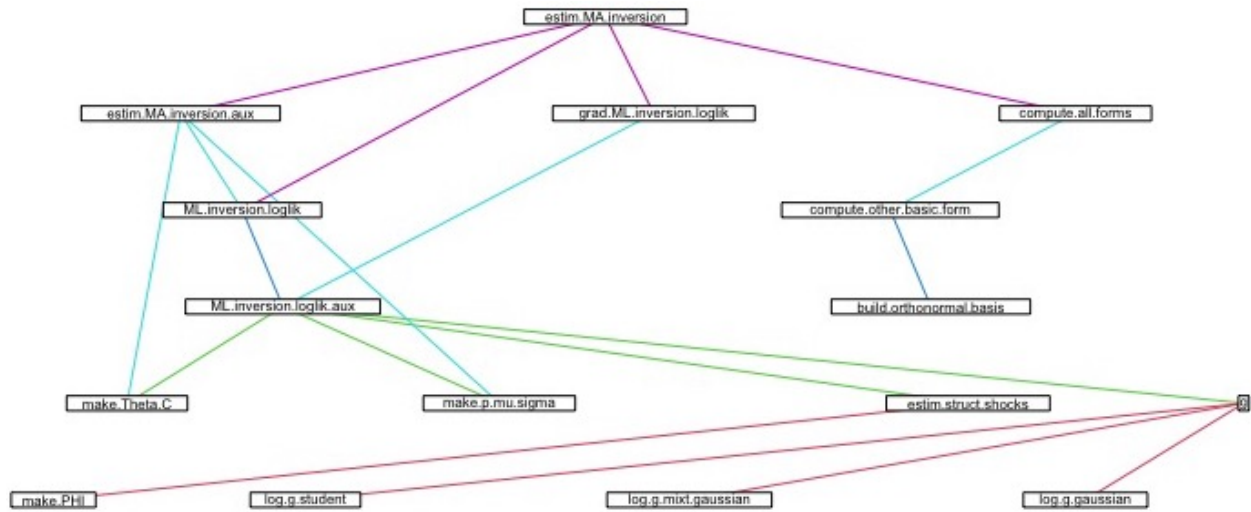 estim.MA.inversion
estim.MA.inversion.aux
grad.ML.inversion.loglik
compute.all.forms
ML.inversion.loglik
compute.other.basic.form
ML.inversion.loglik.aux
build.orthonormal.basis
make.Theta.C
make.p.mu.sigma
estim.struct.shocks
g
make.PHI
log.g.student
log.g.mixt.gaussian
log.g.gaussian